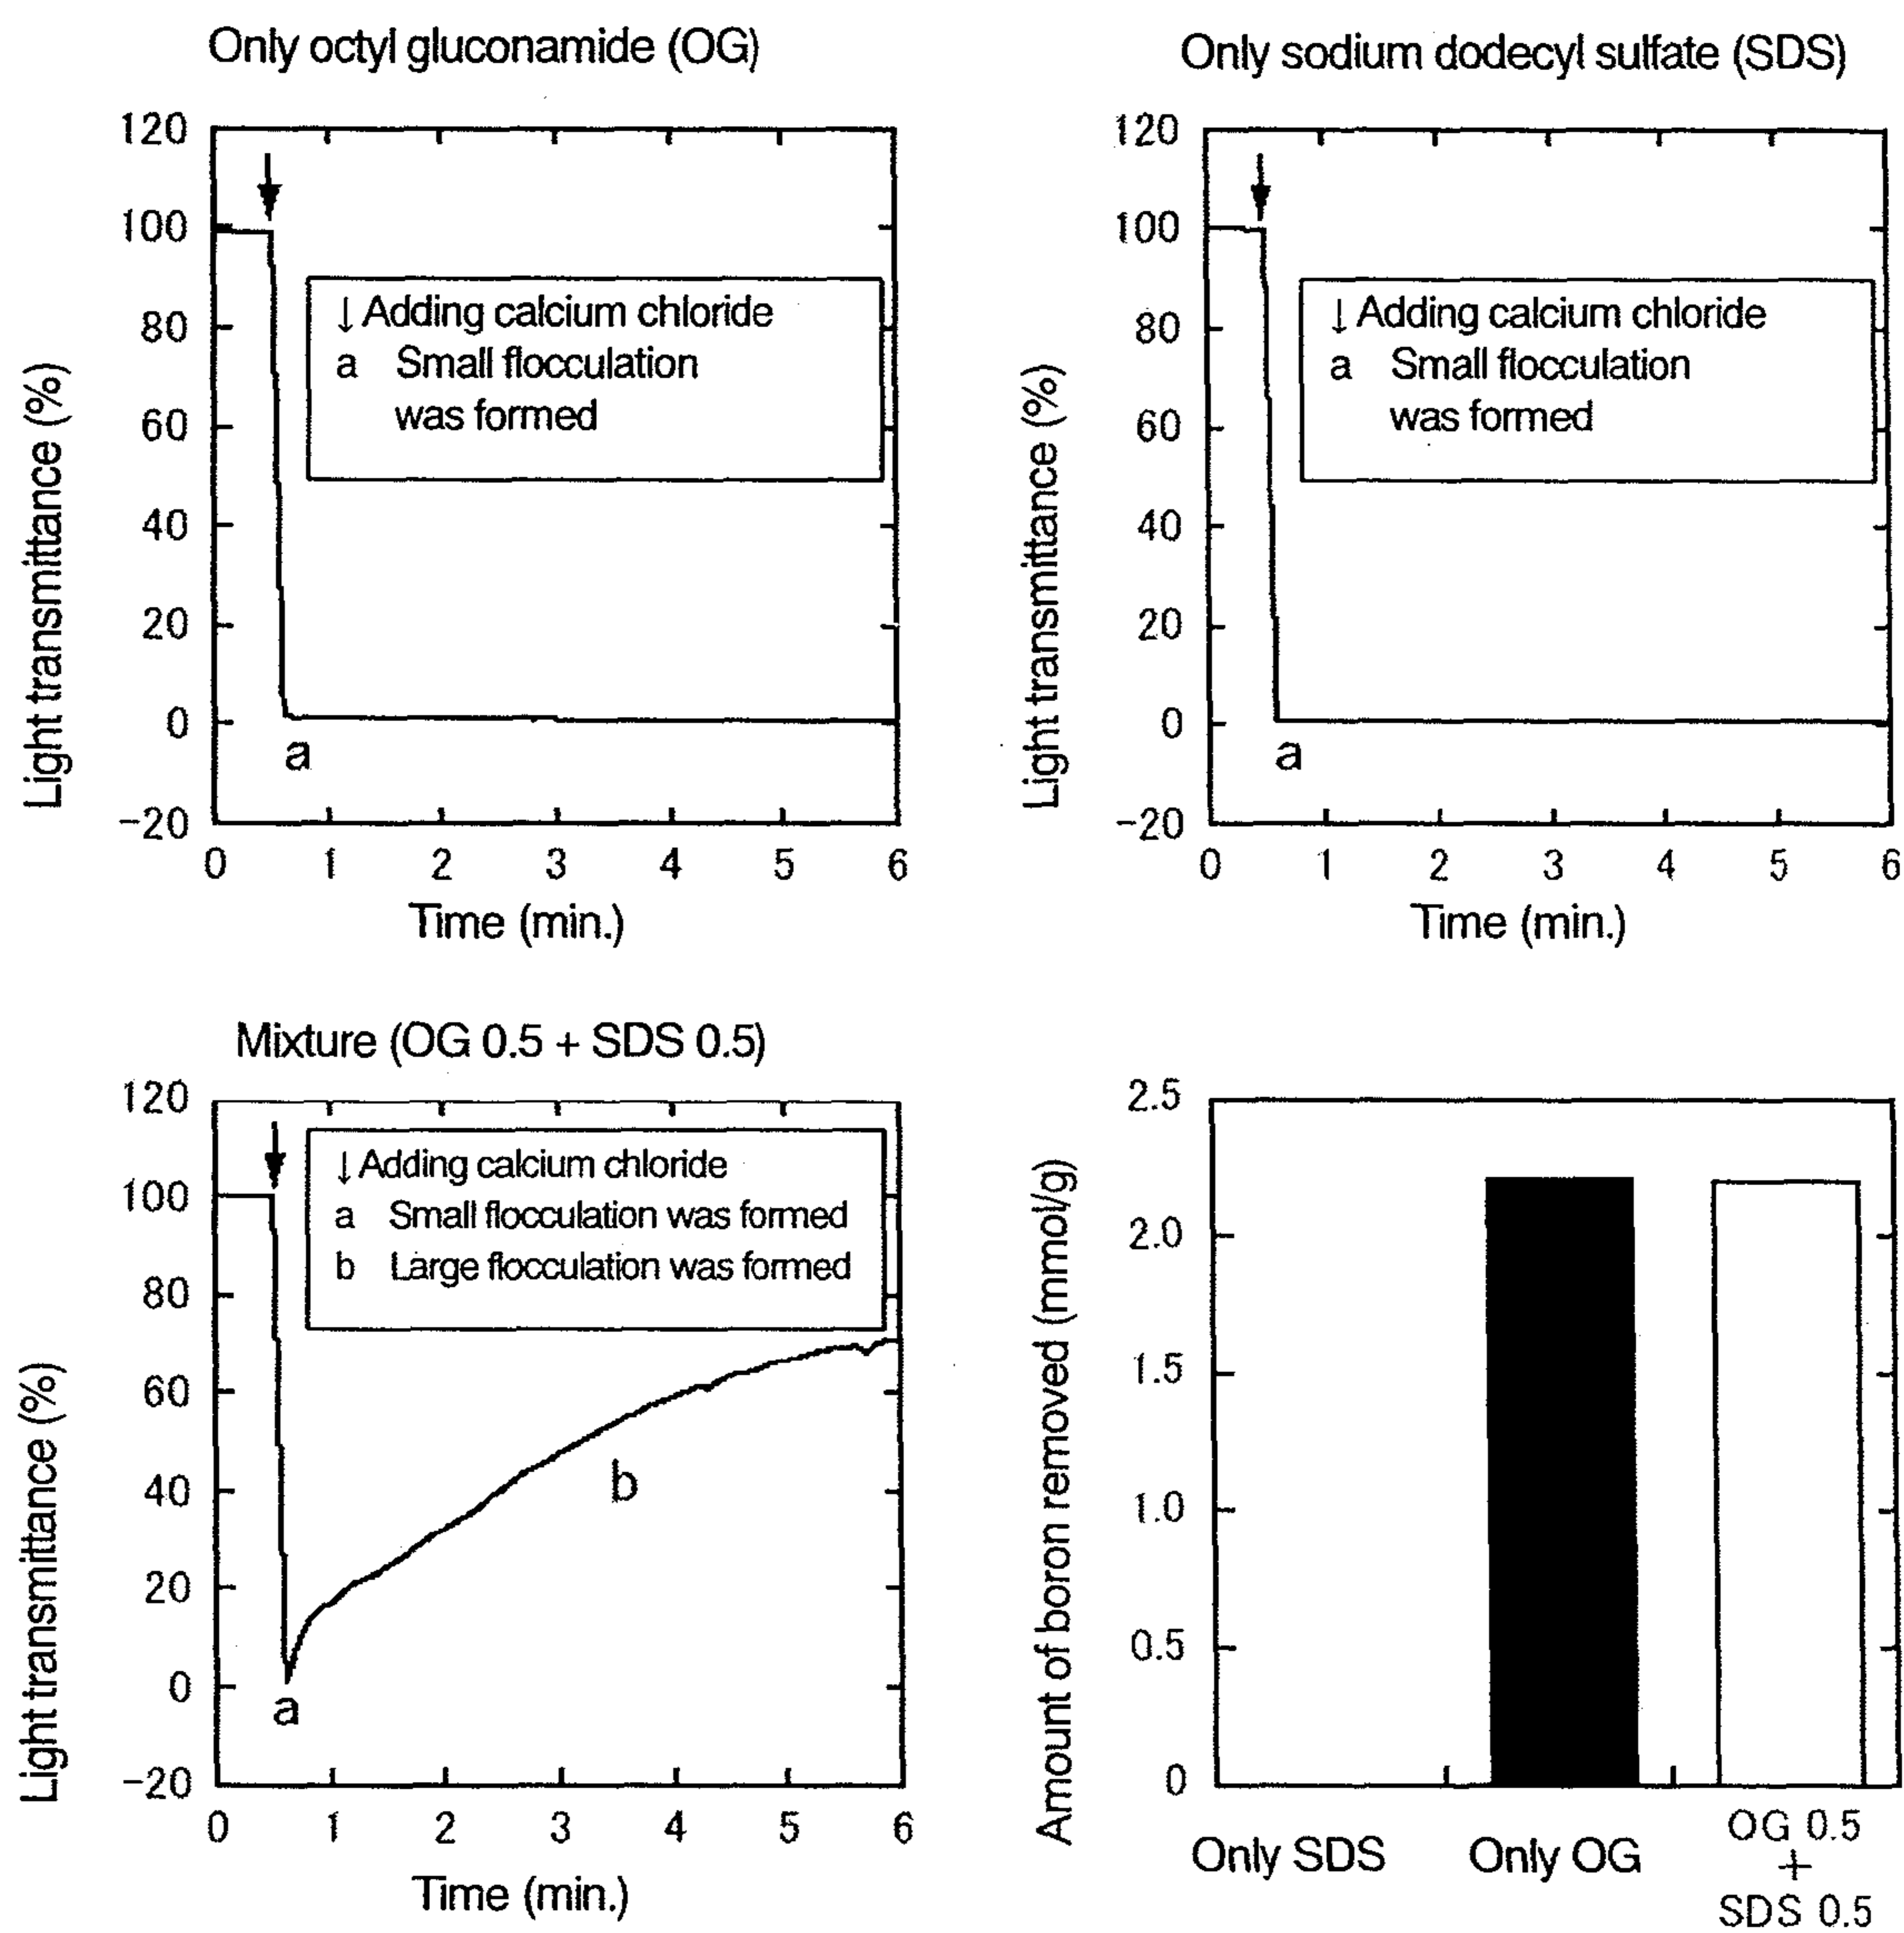 Only octyl gluconamide (OG)
120
100
80
60
40
20
0
-20
Light transmittance (%)
↓ Adding calcium chloride
a Small flocculation
was formed
a
0 1 2 3 4 5 6
Time (min.)
Only sodium dodecyl sulfate (SDS)
120
100
80
60
40
20
0
-20
Light transmittance (%)
↓ Adding calcium chloride
a Small flocculation
was formed
a
0 1 2 3 4 5 6
Time (min.)
Mixture (OG 0.5 + SDS 0.5)
120
100
80
60
40
20
0
-20
Light transmittance (%)
↓ Adding calcium chloride
a Small flocculation was formed
b Large flocculation was formed
b
a
0 1 2 3 4 5 6
Time (min.)
2.5
2.0
1.5
1.0
0.5
0
Amount of boron removed (mmol/g)
Only SDS
Only OG
OG 0.5
+
SDS 0.5